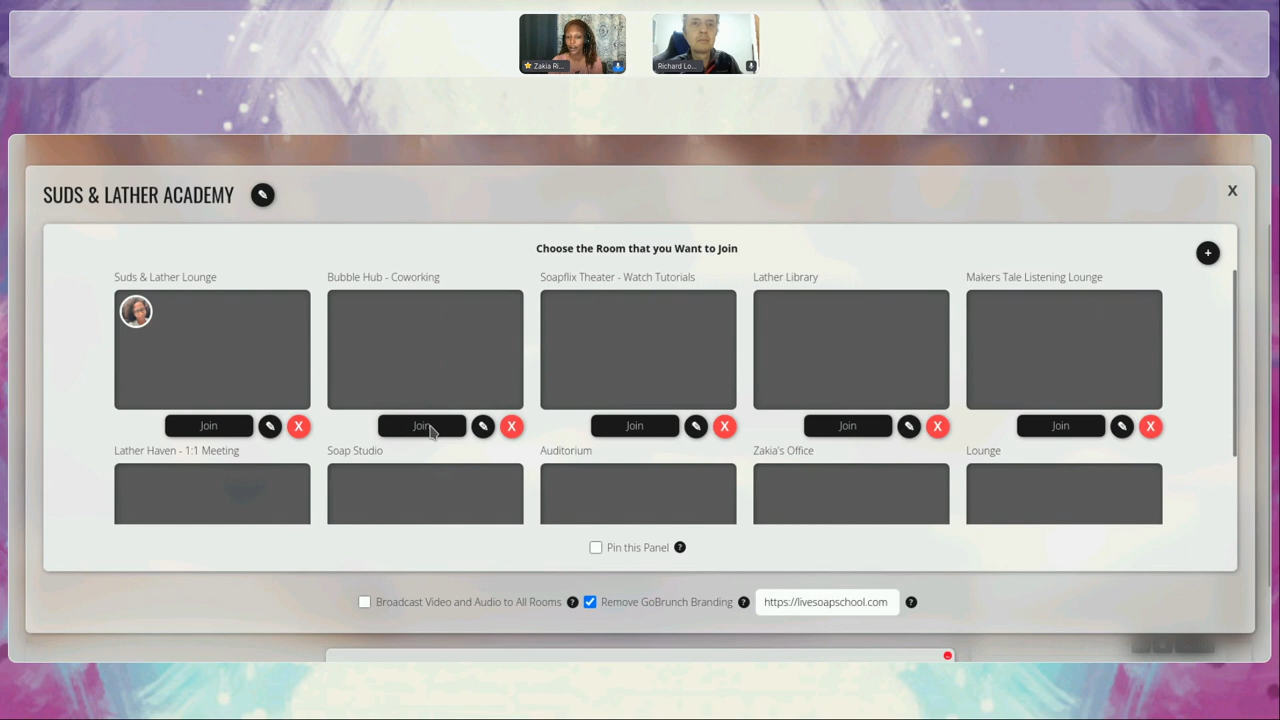 Zakia Ri...
Richard Lo...
SUDS & LATHER ACADEMY
X
Choose the Room that you Want to Join
+
Suds & Lather Lounge
Bubble Hub - Coworking
Soapflix Theater - Watch Tutorials
Lather Library
Makers Tale Listening Lounge
Join X
Join X
Join X
Join X
Join X
Lather Haven - 1:1 Meeting
Soap Studio
Auditorium
Zakia's Office
Lounge
Pin this Panel ?
Broadcast Video and Audio to All Rooms ?
Remove GoBrunch Branding ?
https://livesoapschool.com ?